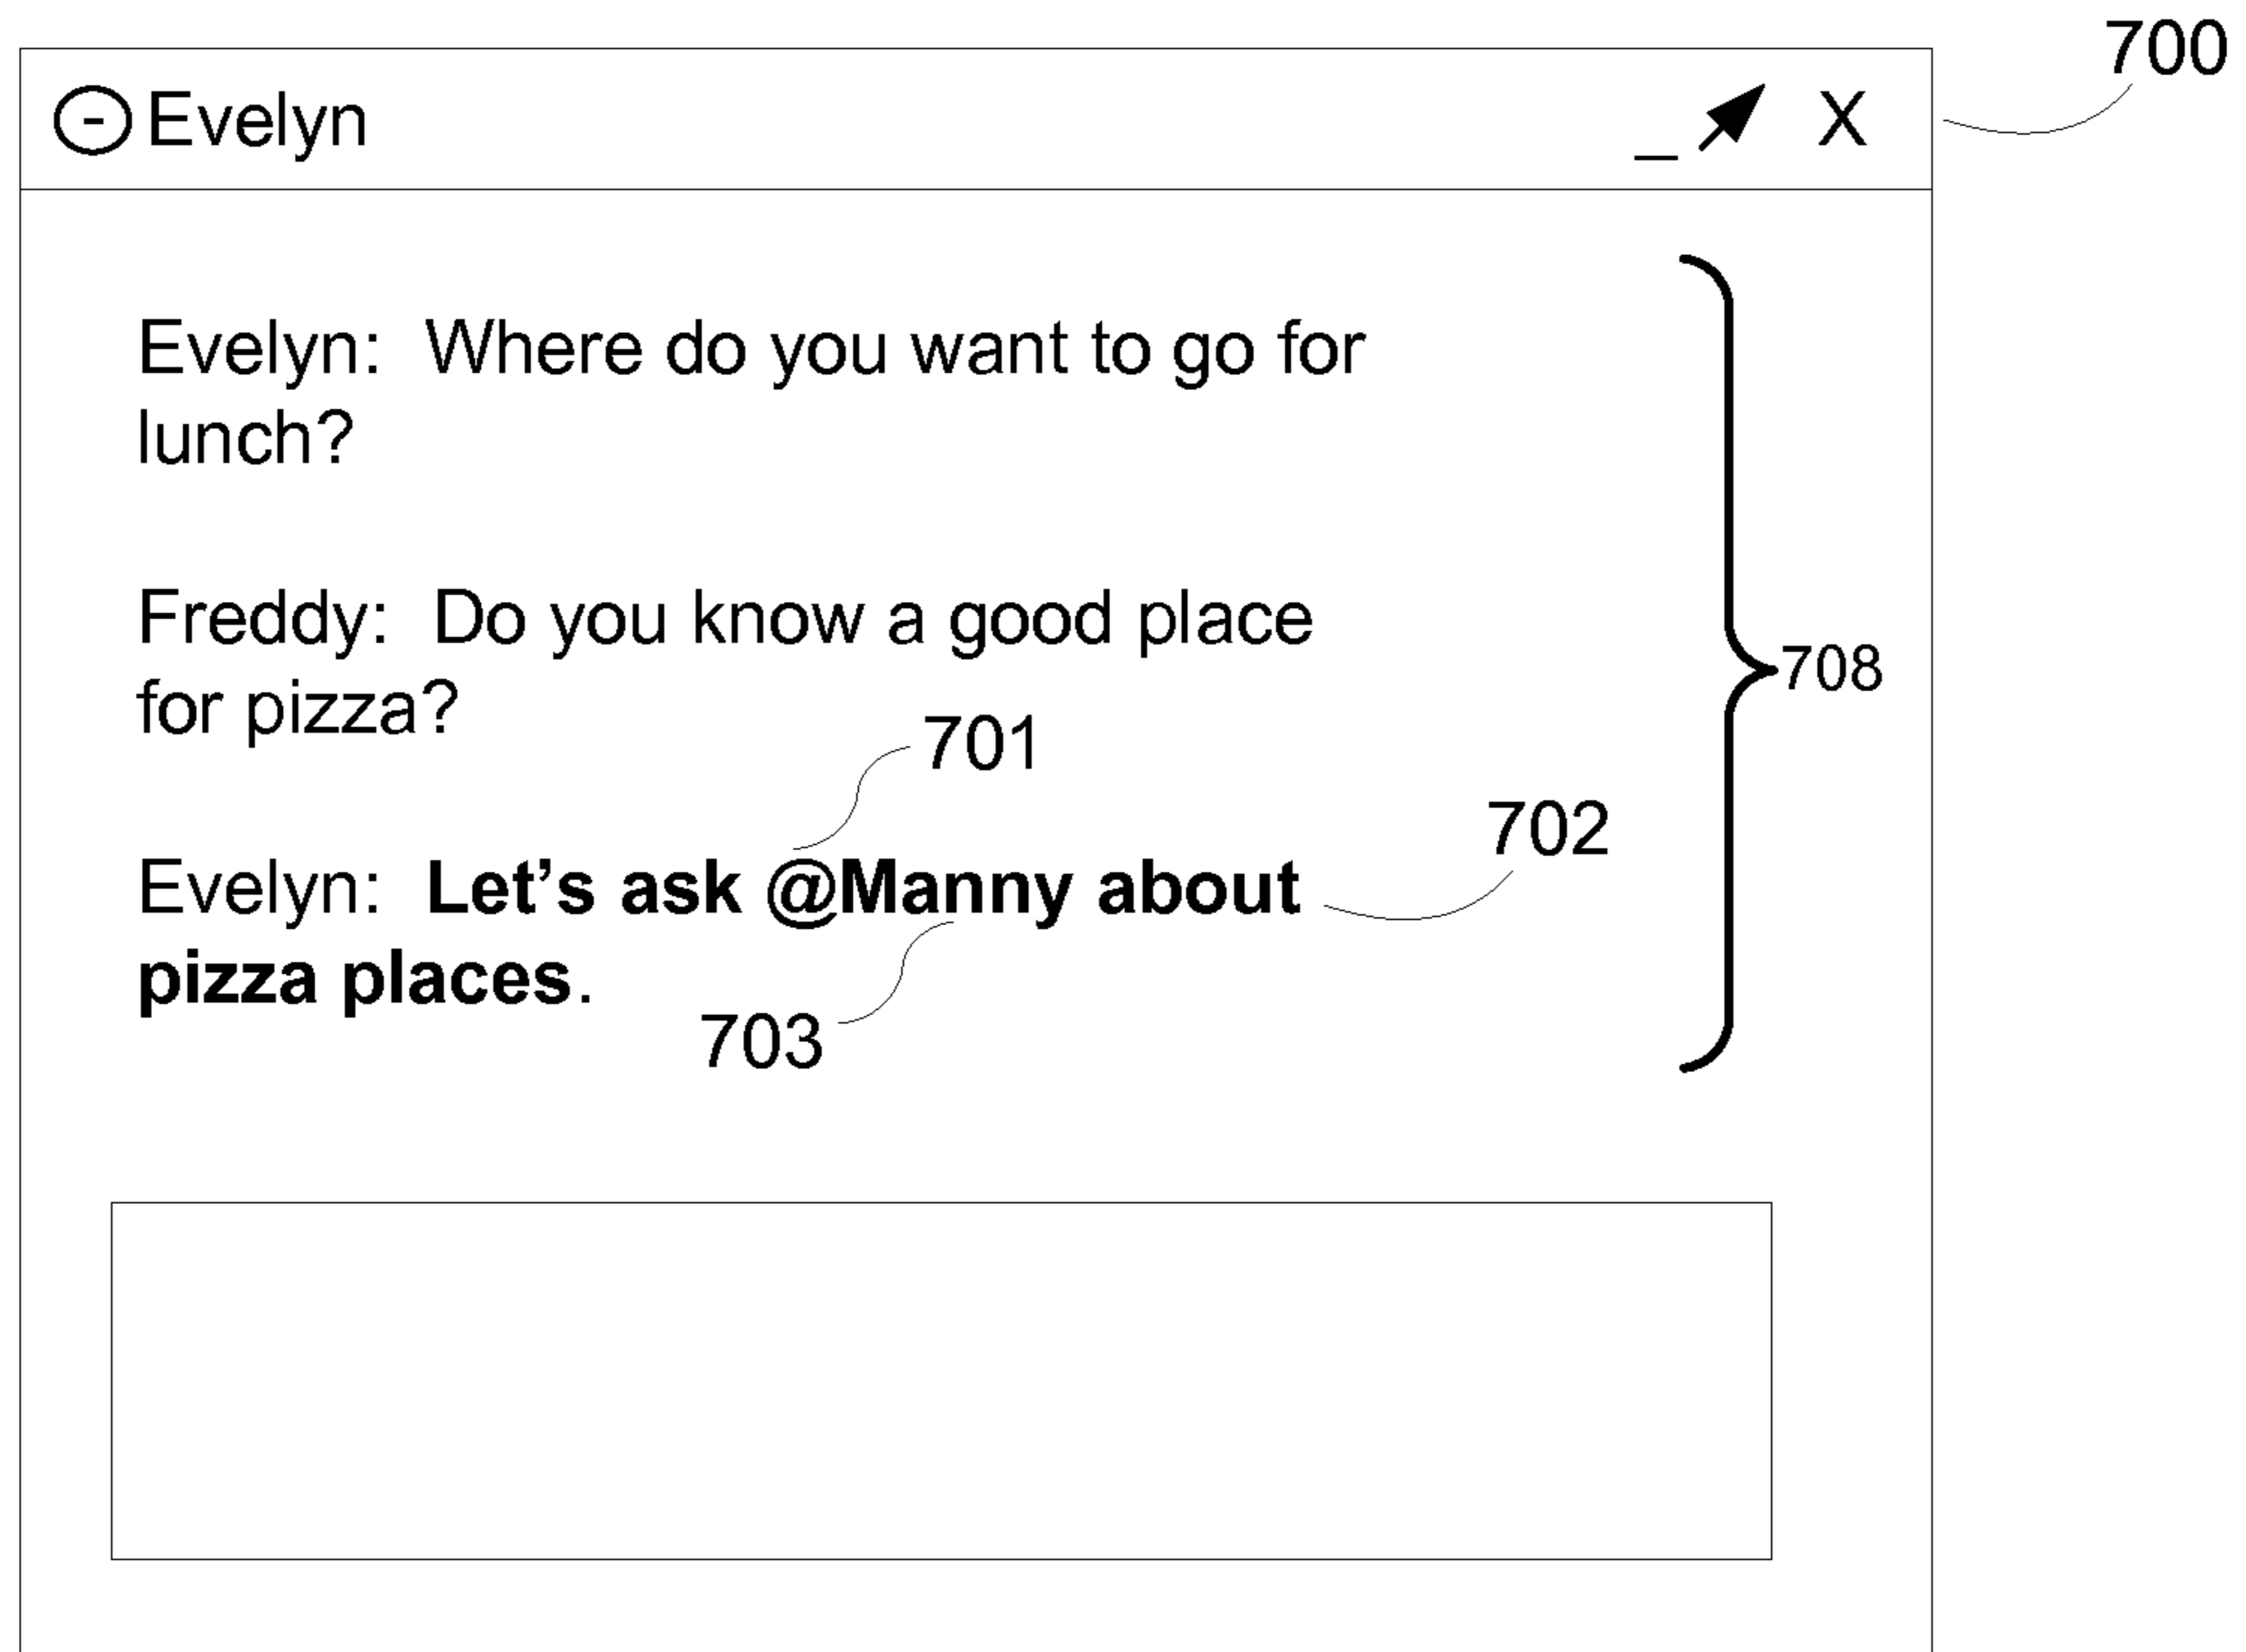 700
Evelyn _ X
Evelyn: Where do you want to go for
lunch?
Freddy: Do you know a good place
for pizza?
708
701
702
Evelyn: Let’s ask @Manny about
pizza places.
703